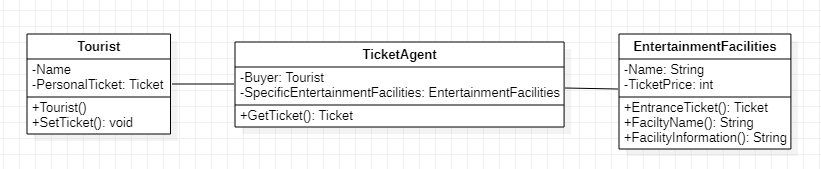 Tourist
-Name
-PersonalTicket: Ticket
+Tourist()
+SetTicket(): void
TicketAgent
-Buyer: Tourist
-SpecificEntertainmentFacilities: EntertainmentFacilities
+GetTicket(): Ticket
EntertainmentFacilities
-Name: String
-TicketPrice: int
+EntranceTicket(): Ticket
+FaciltyName(): String
+FacilityInformation(): String